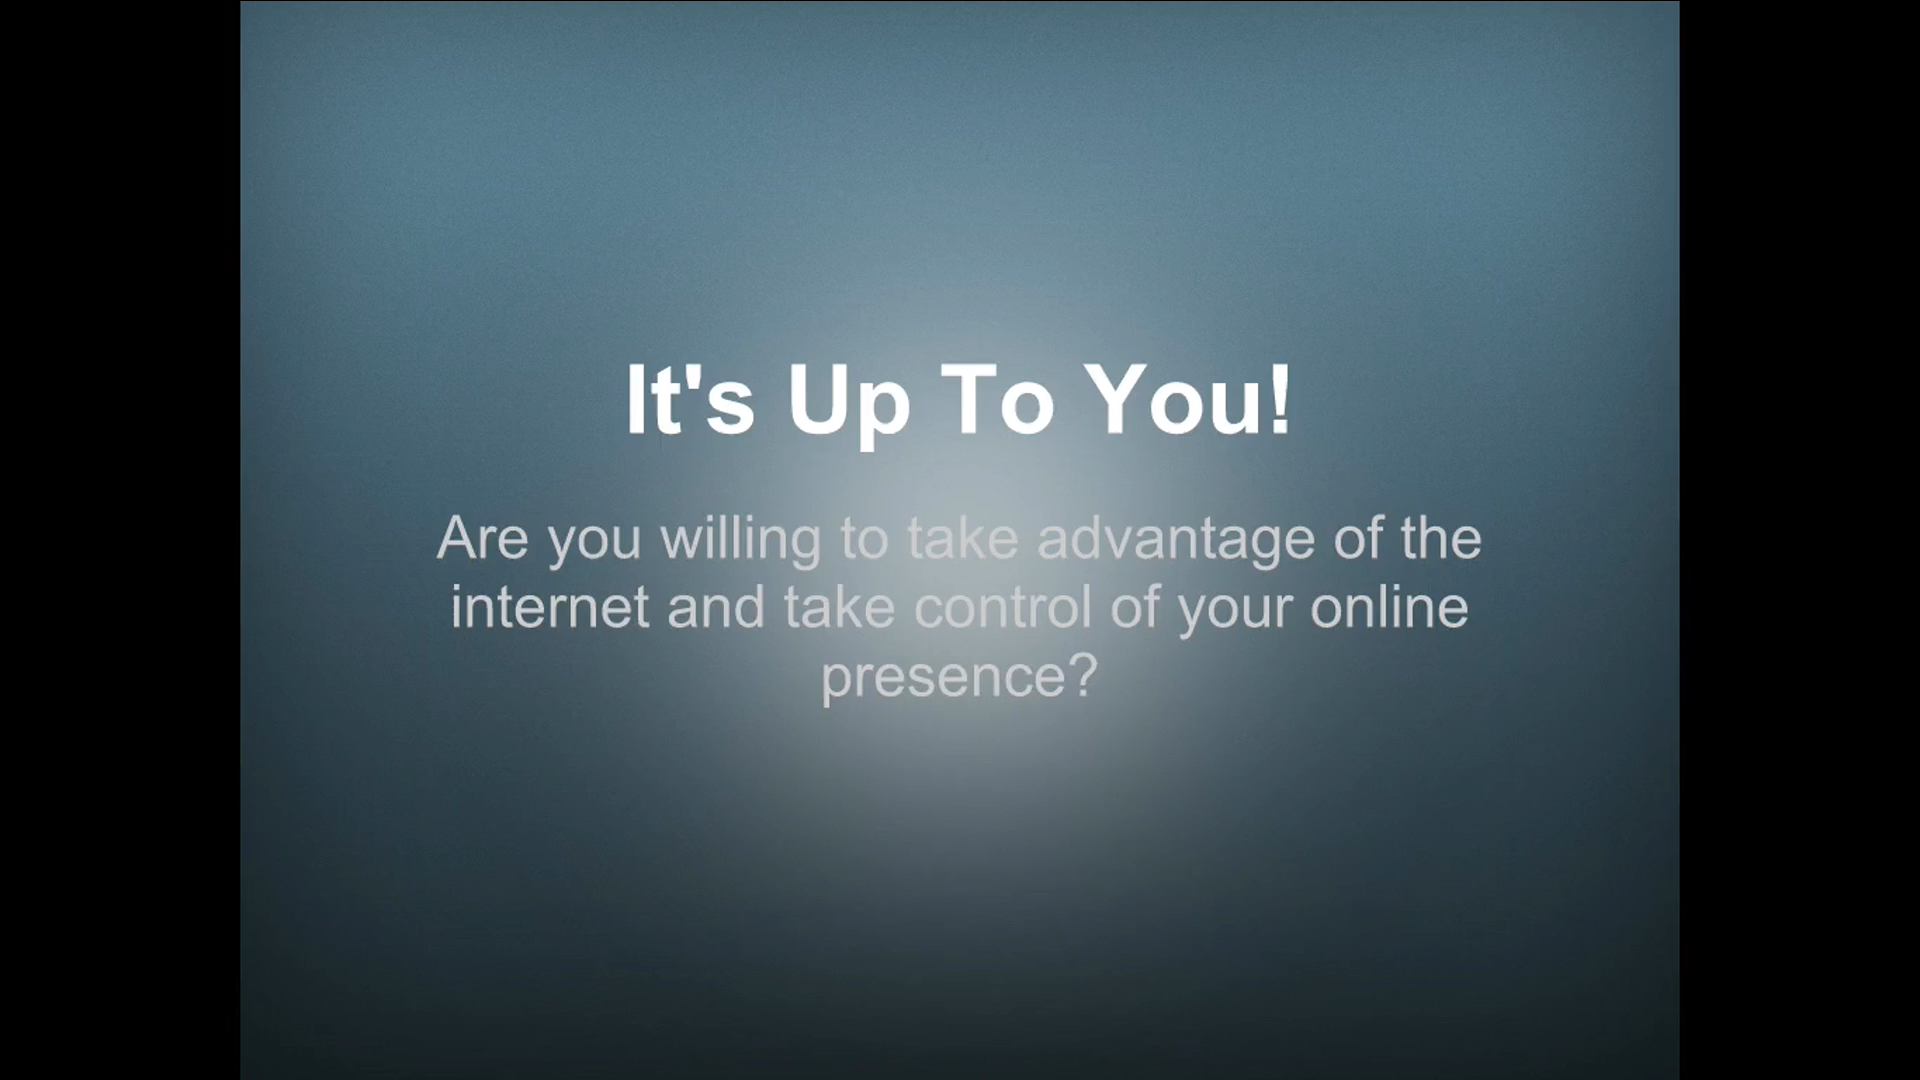 It's Up To You!
Are you willing to take advantage of the
internet and take control of your online
presence?